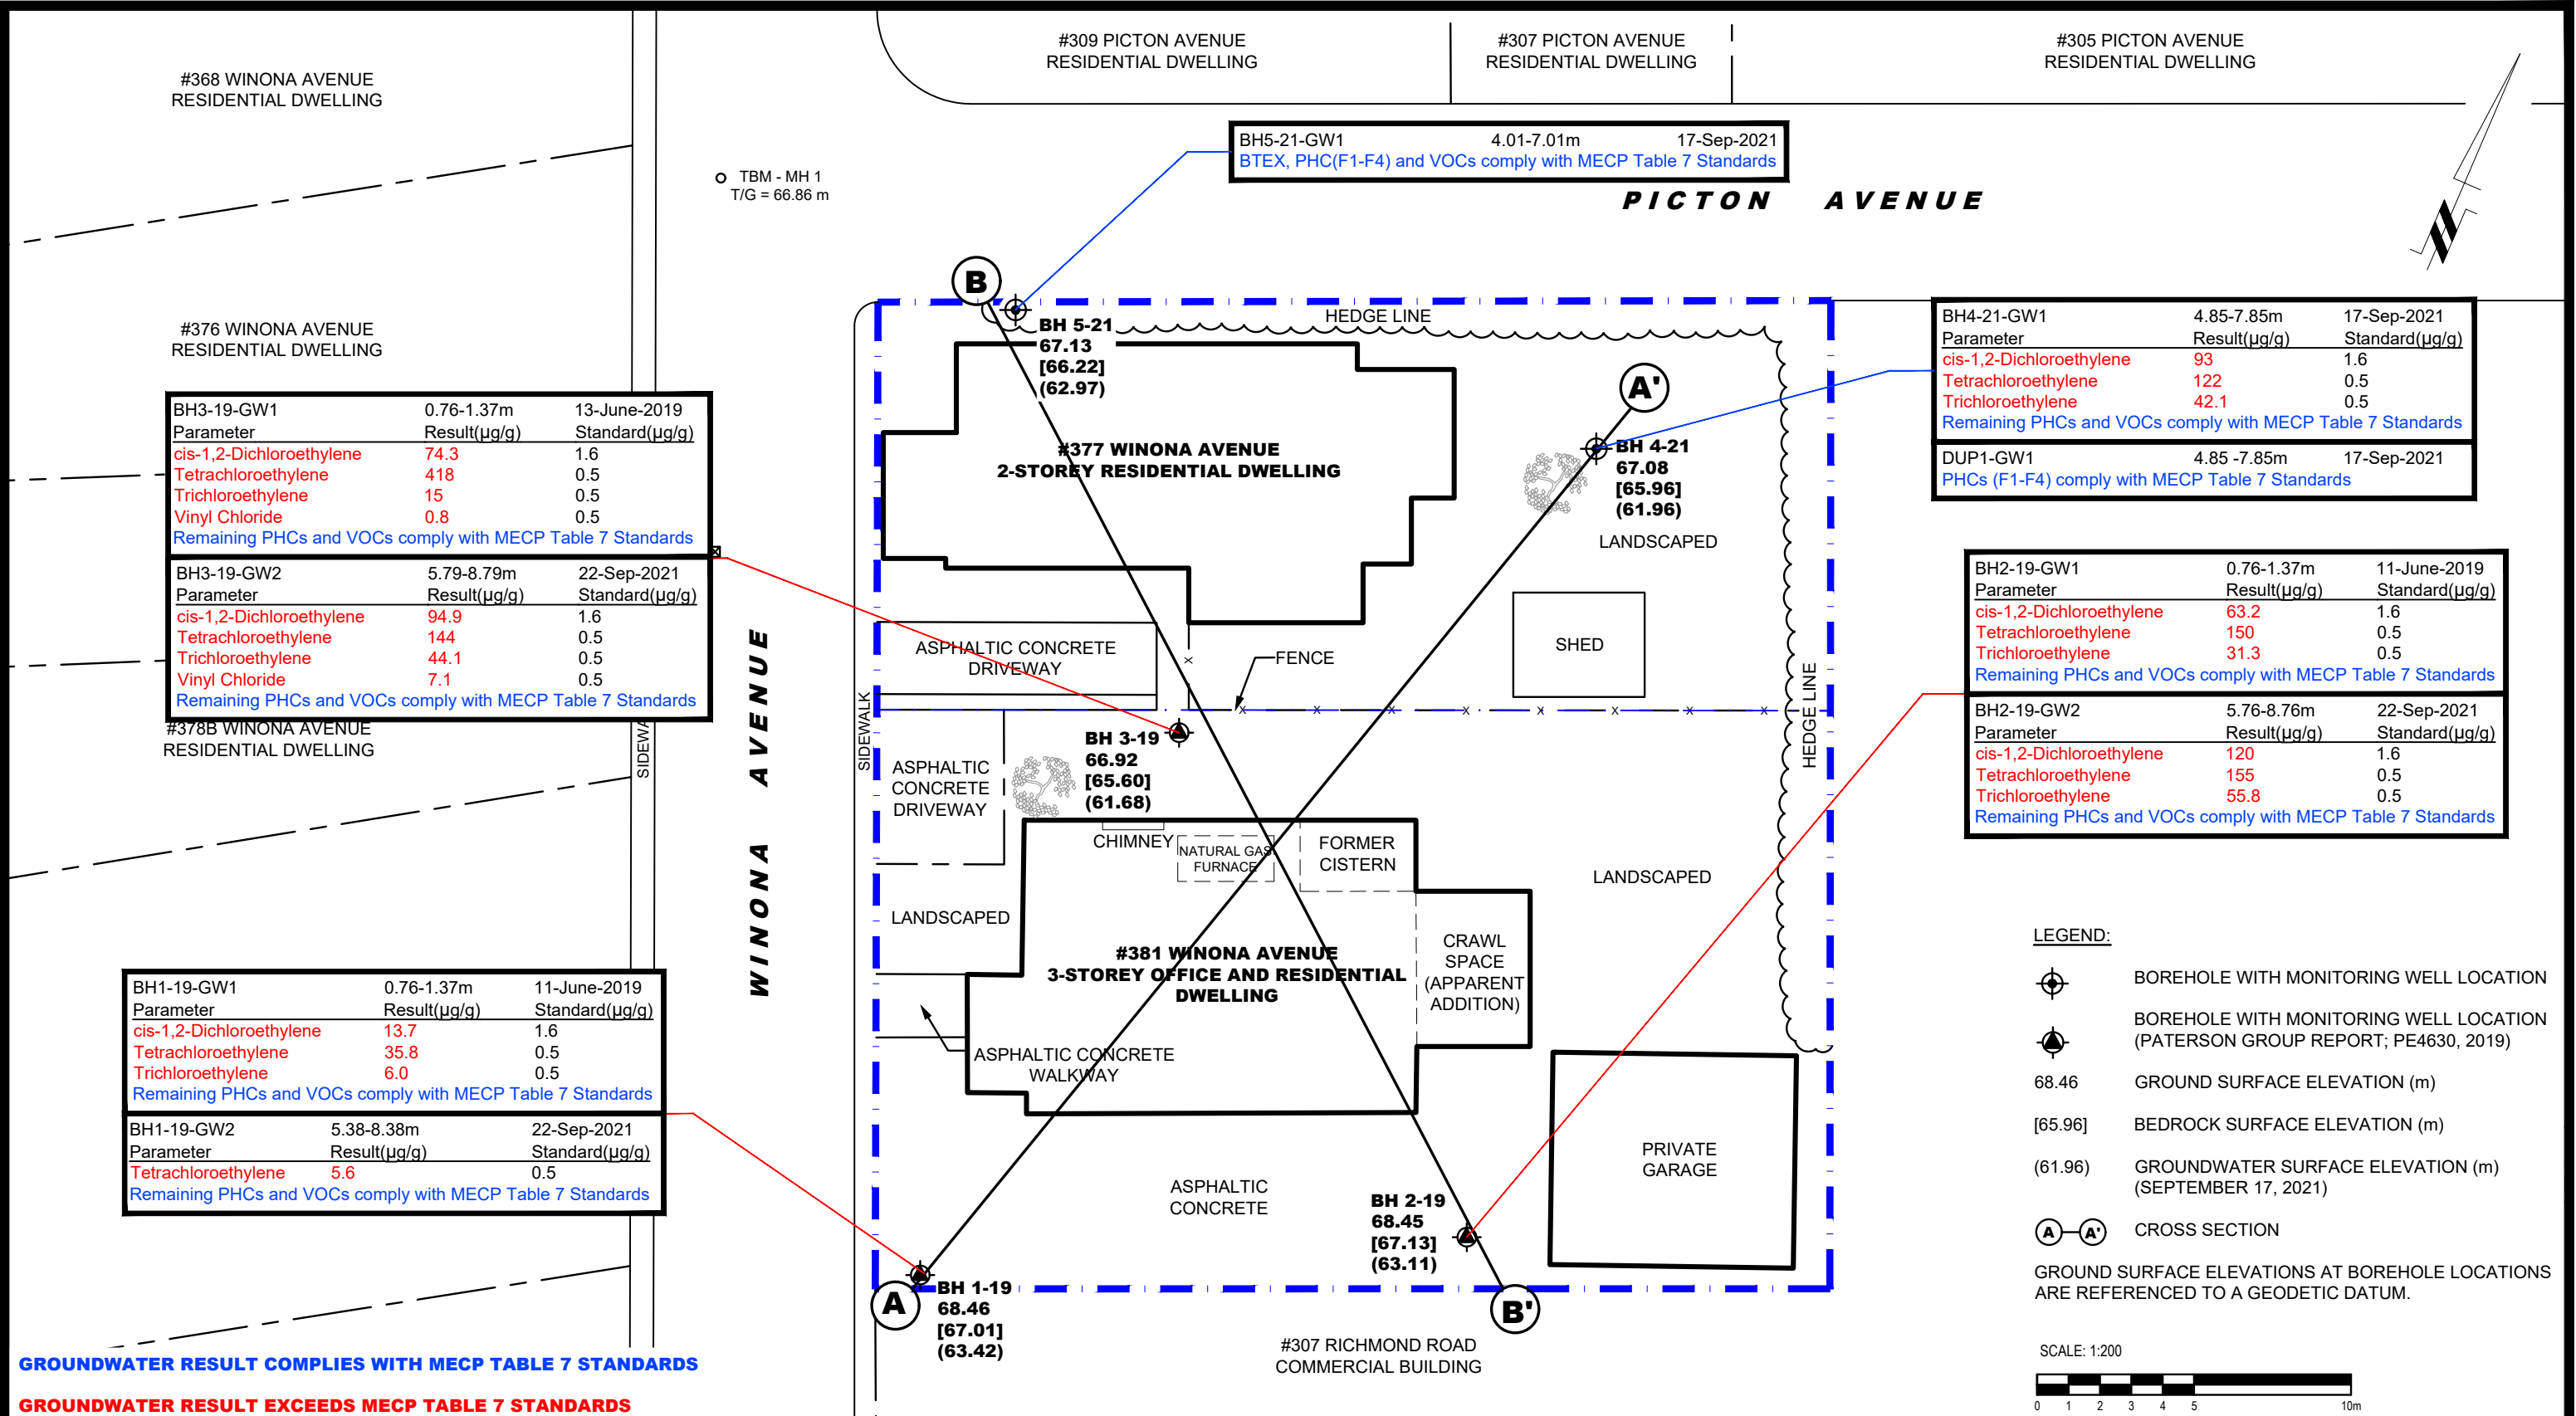 #309 PICTON AVENUE
RESIDENTIAL DWELLING
#307 PICTON AVENUE
RESIDENTIAL DWELLING
#305 PICTON AVENUE
RESIDENTIAL DWELLING
#368 WINONA AVENUE
RESIDENTIAL DWELLING
TBM - MH 1
T/G = 66.86 m
BH5-21-GW1 4.01-7.01m 17-Sep-2021
BTEX, PHC(F1-F4) and VOCs comply with MECP Table 7 Standards
PICTON AVENUE
#376 WINONA AVENUE
RESIDENTIAL DWELLING
BH3-19-GW1 0.76-1.37m 13-June-2019
Parameter Result(µg/g) Standard(µg/g)
cis-1,2-Dichloroethylene 74.3 1.6
Tetrachloroethylene 418 0.5
Trichloroethylene 15 0.5
Vinyl Chloride 0.8 0.5
Remaining PHCs and VOCs comply with MECP Table 7 Standards
BH3-19-GW2 5.79-8.79m 22-Sep-2021
Parameter Result(µg/g) Standard(µg/g)
cis-1,2-Dichloroethylene 94.9 1.6
Tetrachloroethylene 144 0.5
Trichloroethylene 44.1 0.5
Vinyl Chloride 7.1 0.5
Remaining PHCs and VOCs comply with MECP Table 7 Standards
#378B WINONA AVENUE
RESIDENTIAL DWELLING
SIDEWA
WINONA AVENUE
SIDEWALK
BH1-19-GW1 0.76-1.37m 11-June-2019
Parameter Result(µg/g) Standard(µg/g)
cis-1,2-Dichloroethylene 13.7 1.6
Tetrachloroethylene 35.8 0.5
Trichloroethylene 6.0 0.5
Remaining PHCs and VOCs comply with MECP Table 7 Standards
BH1-19-GW2 5.38-8.38m 22-Sep-2021
Parameter Result(µg/g) Standard(µg/g)
Tetrachloroethylene 5.6 0.5
Remaining PHCs and VOCs comply with MECP Table 7 Standards
GROUNDWATER RESULT COMPLIES WITH MECP TABLE 7 STANDARDS
GROUNDWATER RESULT EXCEEDS MECP TABLE 7 STANDARDS
B
BH 5-21
67.13
[66.22]
(62.97)
HEDGE LINE
A'
BH 4-21
67.08
[65.96]
(61.96)
LANDSCAPED
#377 WINONA AVENUE
2-STOREY RESIDENTIAL DWELLING
ASPHALTIC CONCRETE
DRIVEWAY
x
FENCE
SHED
HEDGE LINE
x x x x x x x x
BH 3-19
66.92
[65.60]
(61.68)
ASPHALTIC
CONCRETE
DRIVEWAY
CHIMNEY
NATURAL GAS
FURNACE
FORMER
CISTERN
LANDSCAPED
LANDSCAPED
#381 WINONA AVENUE
3-STOREY OFFICE AND RESIDENTIAL
DWELLING
CRAWL
SPACE
(APPARENT
ADDITION)
ASPHALTIC CONCRETE
WALKWAY
PRIVATE
GARAGE
ASPHALTIC
CONCRETE
BH 2-19
68.45
[67.13]
(63.11)
A
BH 1-19
68.46
[67.01]
(63.42)
B'
#307 RICHMOND ROAD
COMMERCIAL BUILDING
BH4-21-GW1 4.85-7.85m 17-Sep-2021
Parameter Result(µg/g) Standard(µg/g)
cis-1,2-Dichloroethylene 93 1.6
Tetrachloroethylene 122 0.5
Trichloroethylene 42.1 0.5
Remaining PHCs and VOCs comply with MECP Table 7 Standards
DUP1-GW1 4.85 -7.85m 17-Sep-2021
PHCs (F1-F4) comply with MECP Table 7 Standards
BH2-19-GW1 0.76-1.37m 11-June-2019
Parameter Result(µg/g) Standard(µg/g)
cis-1,2-Dichloroethylene 63.2 1.6
Tetrachloroethylene 150 0.5
Trichloroethylene 31.3 0.5
Remaining PHCs and VOCs comply with MECP Table 7 Standards
BH2-19-GW2 5.76-8.76m 22-Sep-2021
Parameter Result(µg/g) Standard(µg/g)
cis-1,2-Dichloroethylene 120 1.6
Tetrachloroethylene 155 0.5
Trichloroethylene 55.8 0.5
Remaining PHCs and VOCs comply with MECP Table 7 Standards
LEGEND:
BOREHOLE WITH MONITORING WELL LOCATION
BOREHOLE WITH MONITORING WELL LOCATION
(PATERSON GROUP REPORT; PE4630, 2019)
68.46 GROUND SURFACE ELEVATION (m)
[65.96] BEDROCK SURFACE ELEVATION (m)
(61.96) GROUNDWATER SURFACE ELEVATION (m)
(SEPTEMBER 17, 2021)
A A' CROSS SECTION
GROUND SURFACE ELEVATIONS AT BOREHOLE LOCATIONS
ARE REFERENCED TO A GEODETIC DATUM.
SCALE: 1:200
0 1 2 3 4 5 10m